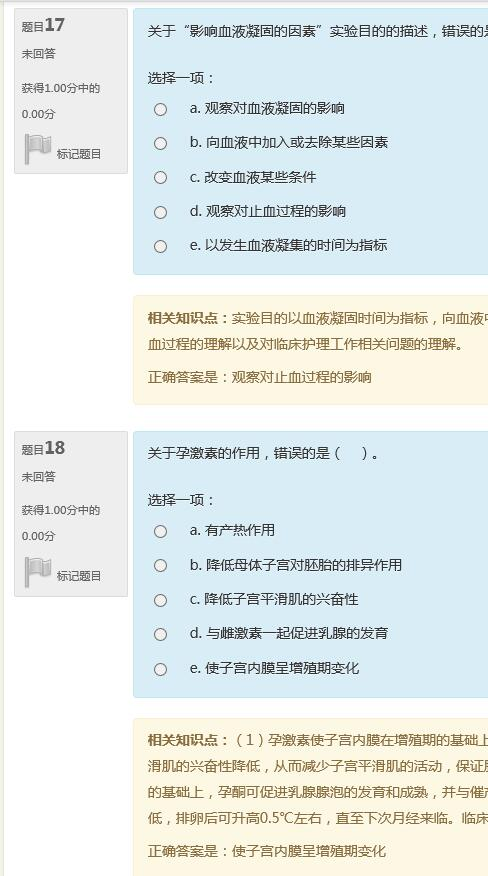 题目17
未回答
获得1.00分中的
0.00分
标记题目
关于“影响血液凝固的因素”实验目的的描述，错误的
选择一项：
a. 观察对血液凝固的影响
b. 向血液中加入或去除某些因素
c. 改变血液某些条件
d. 观察对止血过程的影响
e. 以发生血液凝集的时间为指标
相关知识点：实验目的以血液凝固时间为指标，向血液
血过程的理解以及对临床护理工作相关问题的理解。
正确答案是：观察对止血过程的影响
题目18
未回答
获得1.00分中的
0.00分
标记题目
关于孕激素的作用，错误的是（ ）。
选择一项：
a. 有产热作用
b. 降低母体子宫对胚胎的排异作用
c. 降低子宫平滑肌的兴奋性
d. 与雌激素一起促进乳腺的发育
e. 使子宫内膜呈增殖期变化
相关知识点：（1）孕激素使子宫内膜在增殖期的基础上
滑肌的兴奋性降低，从而减少子宫平滑肌的活动，保证
的基础上，孕酮可促进乳腺腺泡的发育和成熟，并与催
低，排卵后可升高0.5℃左右，直至下次月经来临。临床
正确答案是：使子宫内膜呈增殖期变化